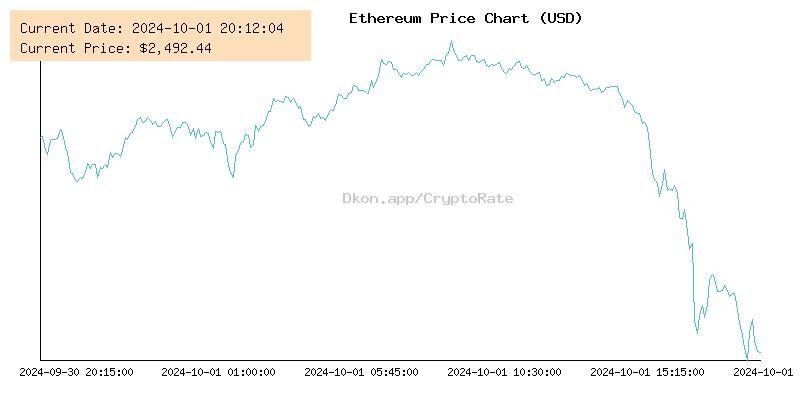 Ethereum Price Chart (USD)
Current Date: 2024-10-01 20:12:04
Current Price: $2,492.44
Dkon.app/CryptoRate
2024-09-30 20:15:00 2024-10-01 01:00:00 2024-10-01 05:45:00 2024-10-01 10:30:00 2024-10-01 15:15:00 2024-10-01